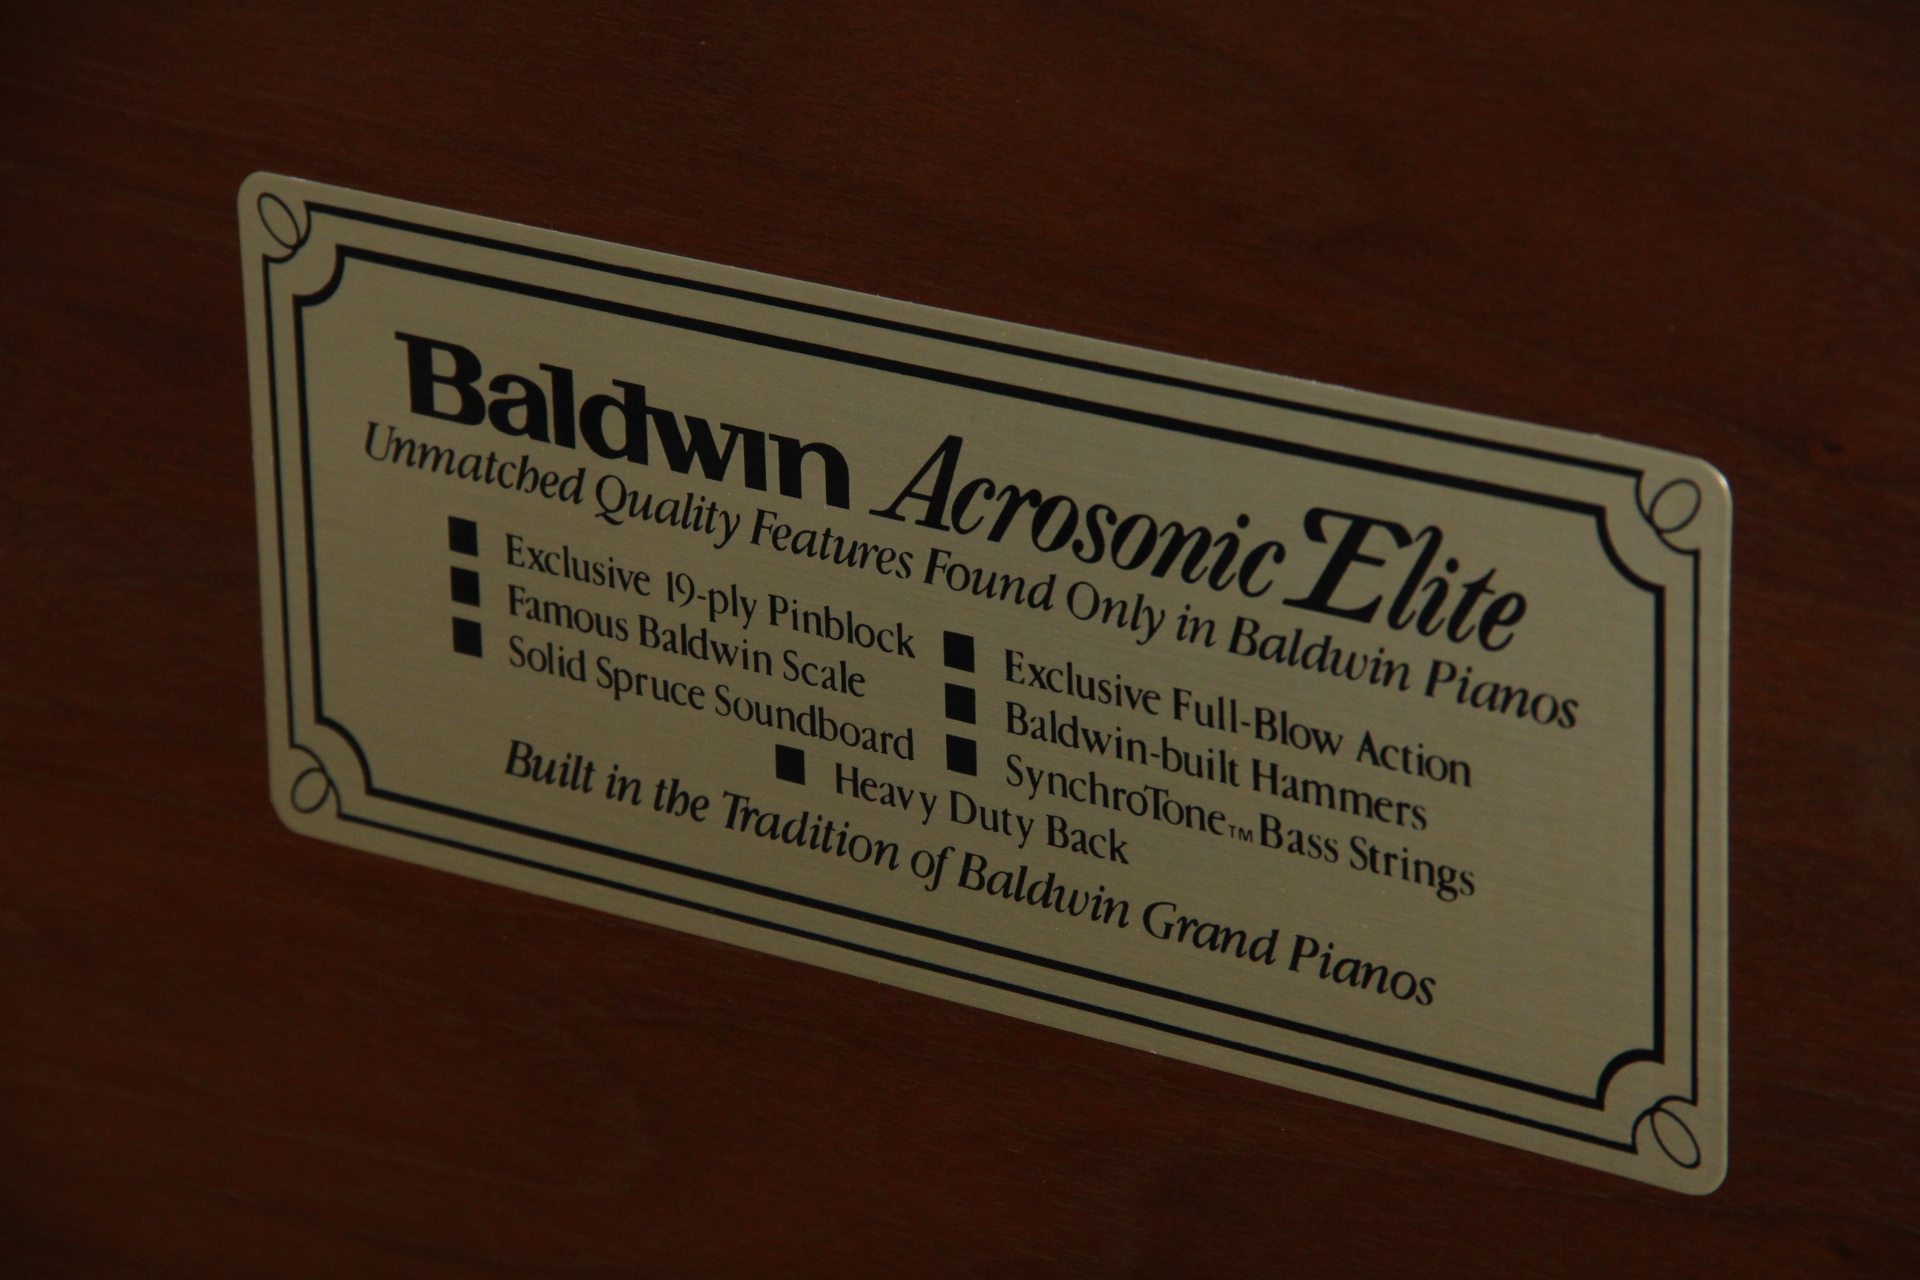 Baldwin Acrosonic Elite
Unmatched Quality Features Found Only in Baldwin Pianos
■ Exclusive 19-ply Pinblock
■ Famous Baldwin Scale
■ Solid Spruce Soundboard
■ Exclusive Full-Blow Action
■ Baldwin-built Hammers
■ SynchroTone™ Bass Strings
■ Heavy Duty Back
Built in the Tradition of Baldwin Grand Pianos